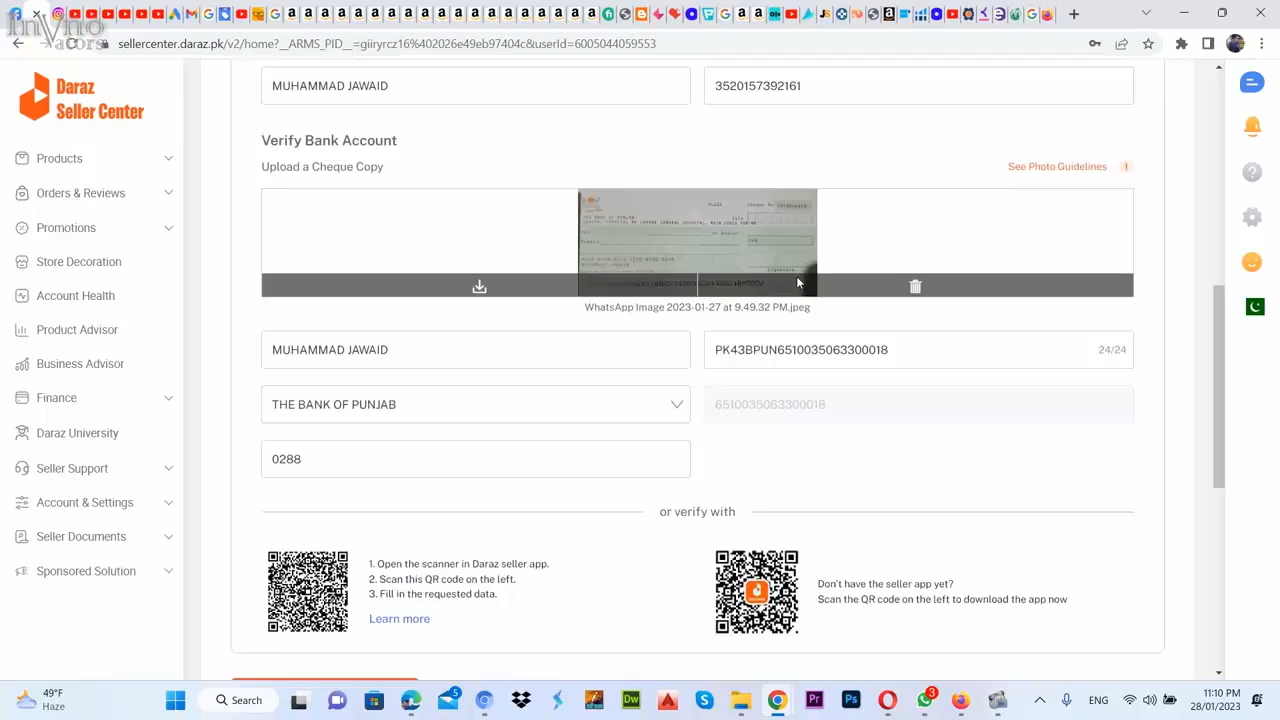 sellercenter.daraz.pk/v2/home?__ARMS_PID__=giiryrcz16%402026e49eb97404c&userId=6005044059553
Daraz
Seller Center
Products
Orders & Reviews
Promotions
Store Decoration
Account Health
Product Advisor
Business Advisor
Finance
Daraz University
Seller Support
Account & Settings
Seller Documents
Sponsored Solution
MUHAMMAD JAWAID
3520157392161
Verify Bank Account
Upload a Cheque Copy
See Photo Guidelines
WhatsApp Image 2023-01-27 at 9.49.32 PM.jpeg
MUHAMMAD JAWAID
PK43BPUN6510035063300018
24/24
THE BANK OF PUNJAB
6510035063300018
0288
or verify with
1. Open the scanner in Daraz seller app.
2. Scan this QR code on the left.
3. Fill in the requested data.
Learn more
Don't have the seller app yet?
Scan the QR code on the left to download the app now
49°F
Haze
Search
5
Dw
Pr
Ps
3
ENG
11:10 PM
28/01/2023